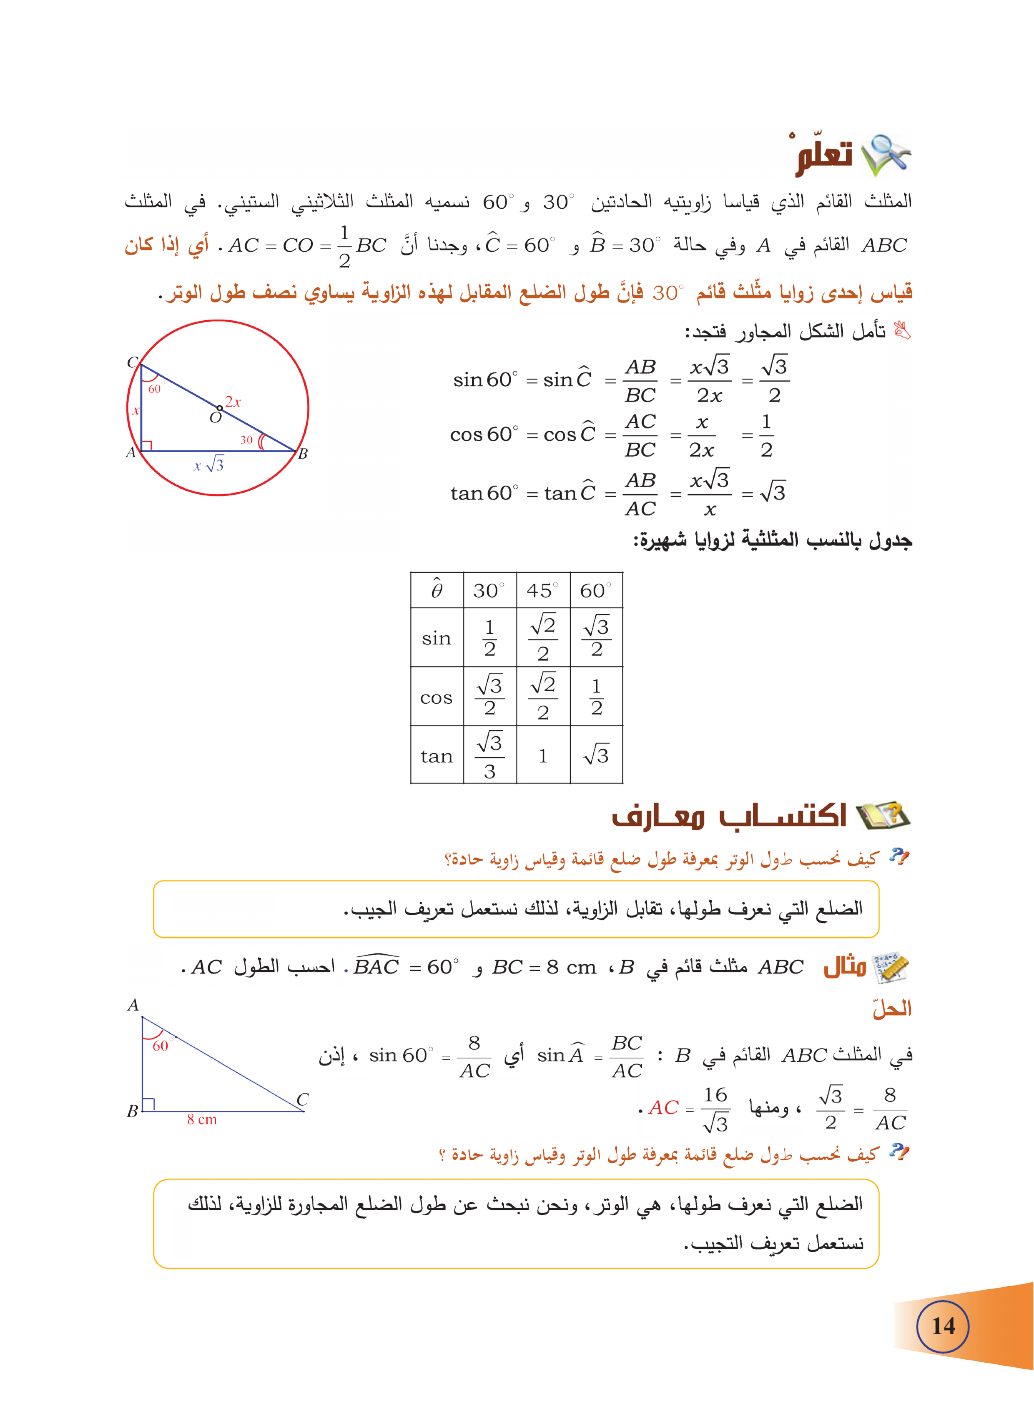 تعلّمْ
المثلث القائم الذي قياسا زاويتيه الحادتين 30° و 60° نسميه المثلث الثلاثيني الستيني. في المثلث
ABC القائم في A وفي حالة B̂ = 30° و Ĉ = 60°، وجدنا أنَّ AC = CO = 1/2 BC . أي إذا كان
قياس إحدى زوايا مثّلث قائم 30° فإنَّ طول الضلع المقابل لهذه الزاوية يساوي نصف طول الوتر.
تأمل الشكل المجاور فتجد:
sin 60° = sin Ĉ = AB/BC = x√3/2x = √3/2
cos 60° = cos Ĉ = AC/BC = x/2x = 1/2
tan 60° = tan Ĉ = AB/AC = x√3/x = √3
C
60
x
O
2x
30
A
B
x √3
جدول بالنسب المثلثية لزوايا شهيرة:
θ̂ 30° 45° 60°
sin 1/2 √2/2 √3/2
cos √3/2 √2/2 1/2
tan √3/3 1 √3
اكتساب معارف
كيف نحسب طول الوتر بمعرفة طول ضلع قائمة وقياس زاوية حادة؟
الضلع التي نعرف طولها، تقابل الزاوية، لذلك نستعمل تعريف الجيب.
مثال ABC مثلث قائم في B، BC = 8 cm و BAC̑ = 60°. احسب الطول AC .
الحلّ
في المثلث ABC القائم في B : sin Â = BC/AC أي sin 60° = 8/AC ، إذن
√3/2 = 8/AC ، ومنها AC = 16/√3 .
A
60
B
C
8 cm
كيف نحسب طول ضلع قائمة بمعرفة طول الوتر وقياس زاوية حادة ؟
الضلع التي نعرف طولها، هي الوتر، ونحن نبحث عن طول الضلع المجاورة للزاوية، لذلك
نستعمل تعريف التجيب.
14